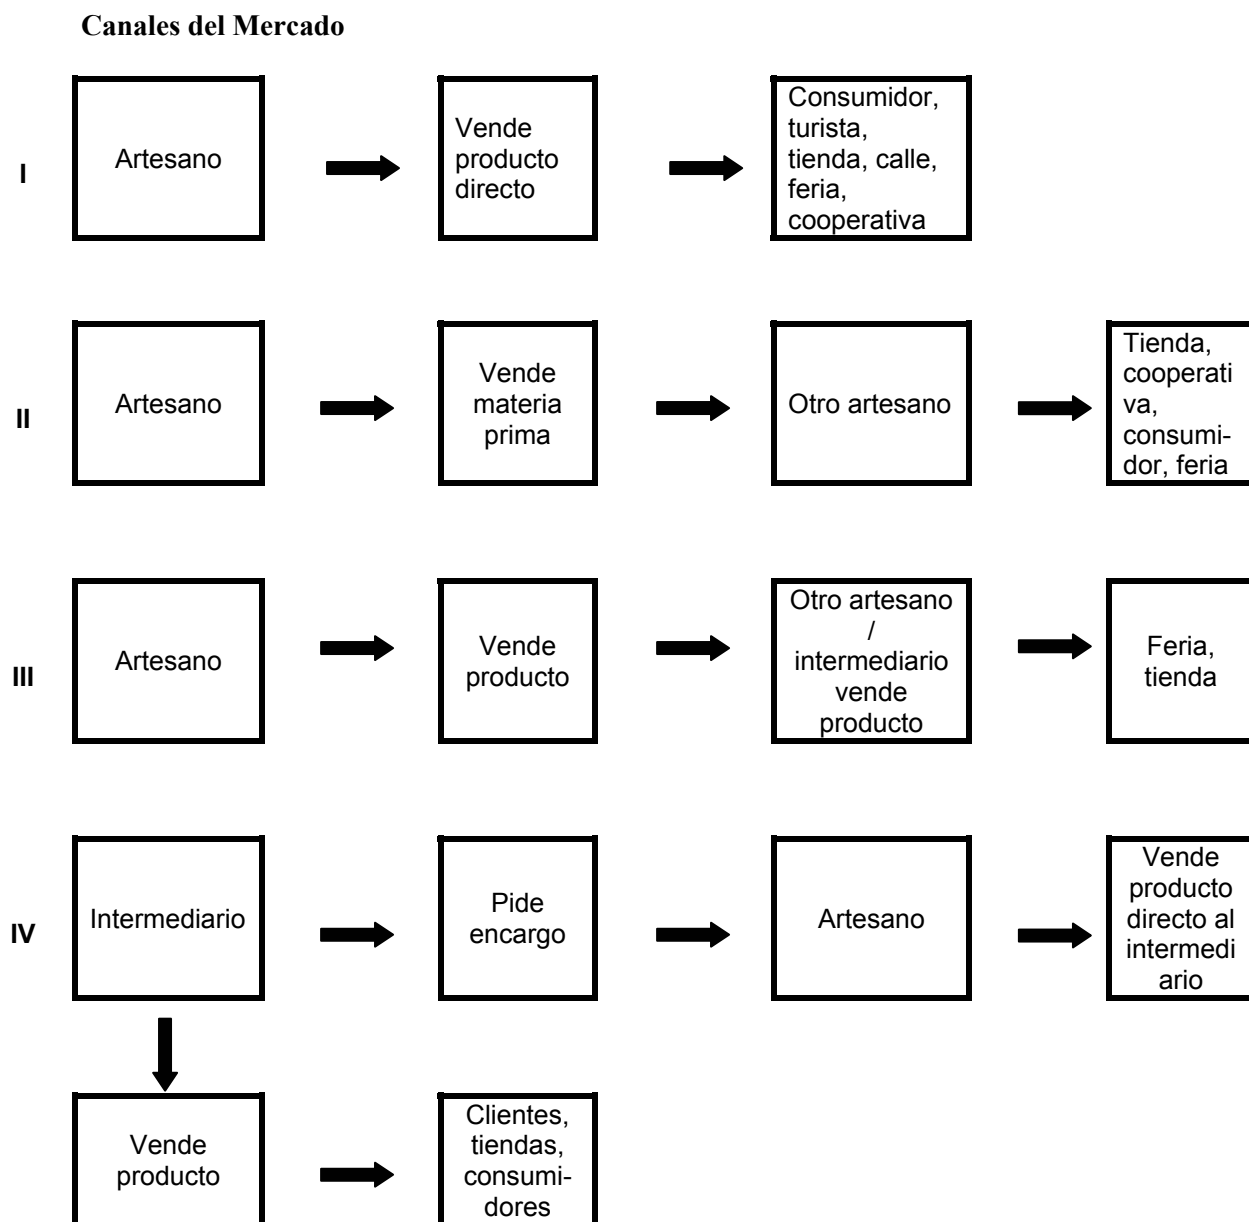 Canales del Mercado
I
Artesano
Vende
producto
directo
Consumidor,
turista,
tienda, calle,
feria,
cooperativa
II
Artesano
Vende
materia
prima
Otro artesano
Tienda,
cooperati
va,
consumi-
dor, feria
III
Artesano
Vende
producto
Otro artesano
/
intermediario
vende
producto
Feria,
tienda
IV
Intermediario
Pide
encargo
Artesano
Vende
producto
directo al
intermedi
ario
Vende
producto
Clientes,
tiendas,
consumi-
dores